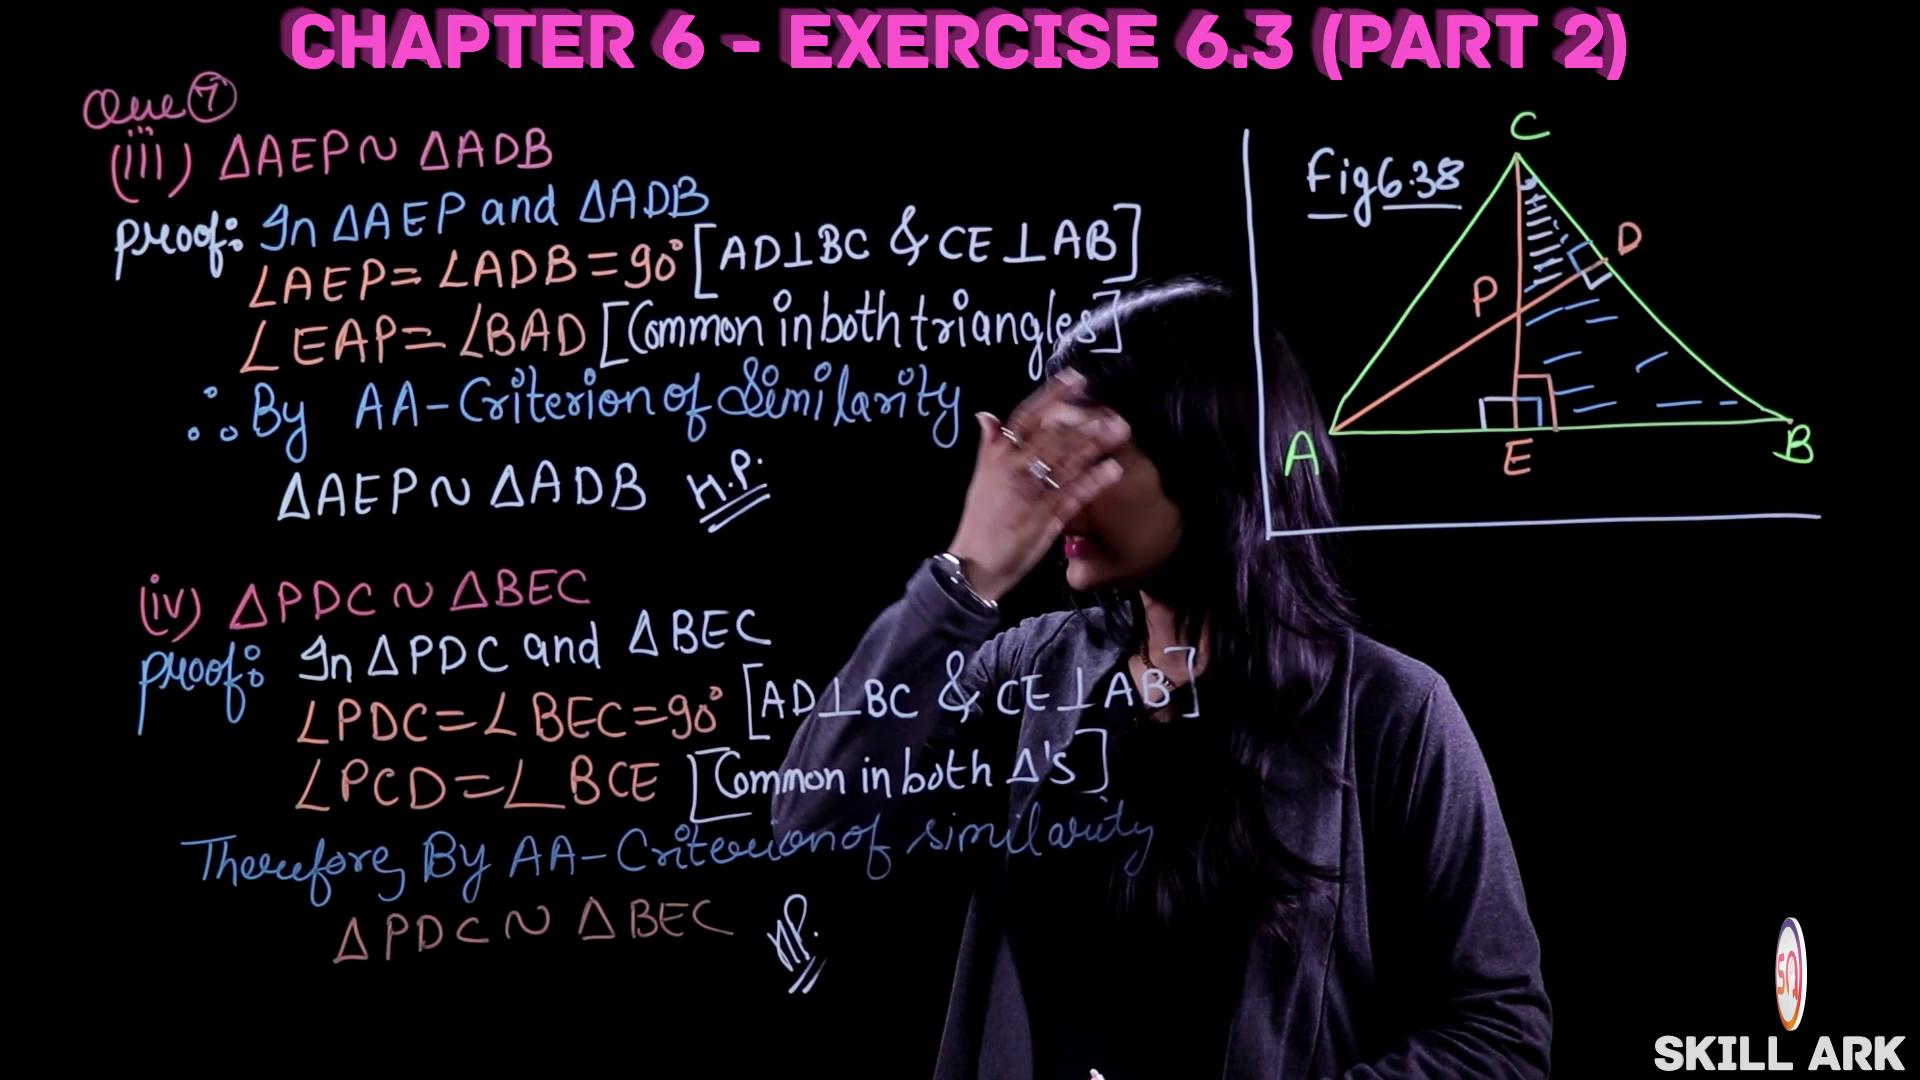 CHAPTER 6 - EXERCISE 6.3 (PART 2)
Que 7
(iii) ΔAEP ~ ΔADB
Proof: In ΔAEP and ΔADB
∠AEP = ∠ADB = 90° [AD⊥BC & CE⊥AB]
∠EAP = ∠BAD [Common in both triangles]
∴ By AA-Criterion of Similarity
ΔAEP ~ ΔADB H.P.
(iv) ΔPDC ~ ΔBEC
Proof: In ΔPDC and ΔBEC
∠PDC = ∠BEC = 90° [AD⊥BC & CE⊥AB]
∠PCD = ∠BCE [Common in both Δ's]
Therefore, By AA-Criterion of similarity
ΔPDC ~ ΔBEC H.P.
Fig 6.38
C
D
P
A
E
B
SKILL ARK